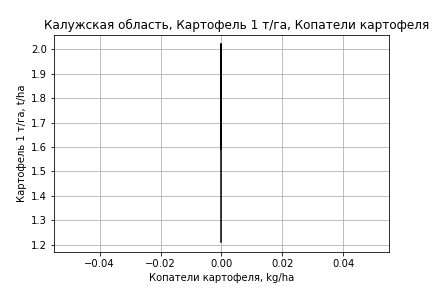 Калужская область, Картофель 1 т/га, Копатели картофеля
2.0
1.9
1.8
1.7
1.6
1.5
1.4
1.3
1.2
Картофель 1 т/га, t/ha
−0.04 −0.02 0.00 0.02 0.04
Копатели картофеля, kg/ha